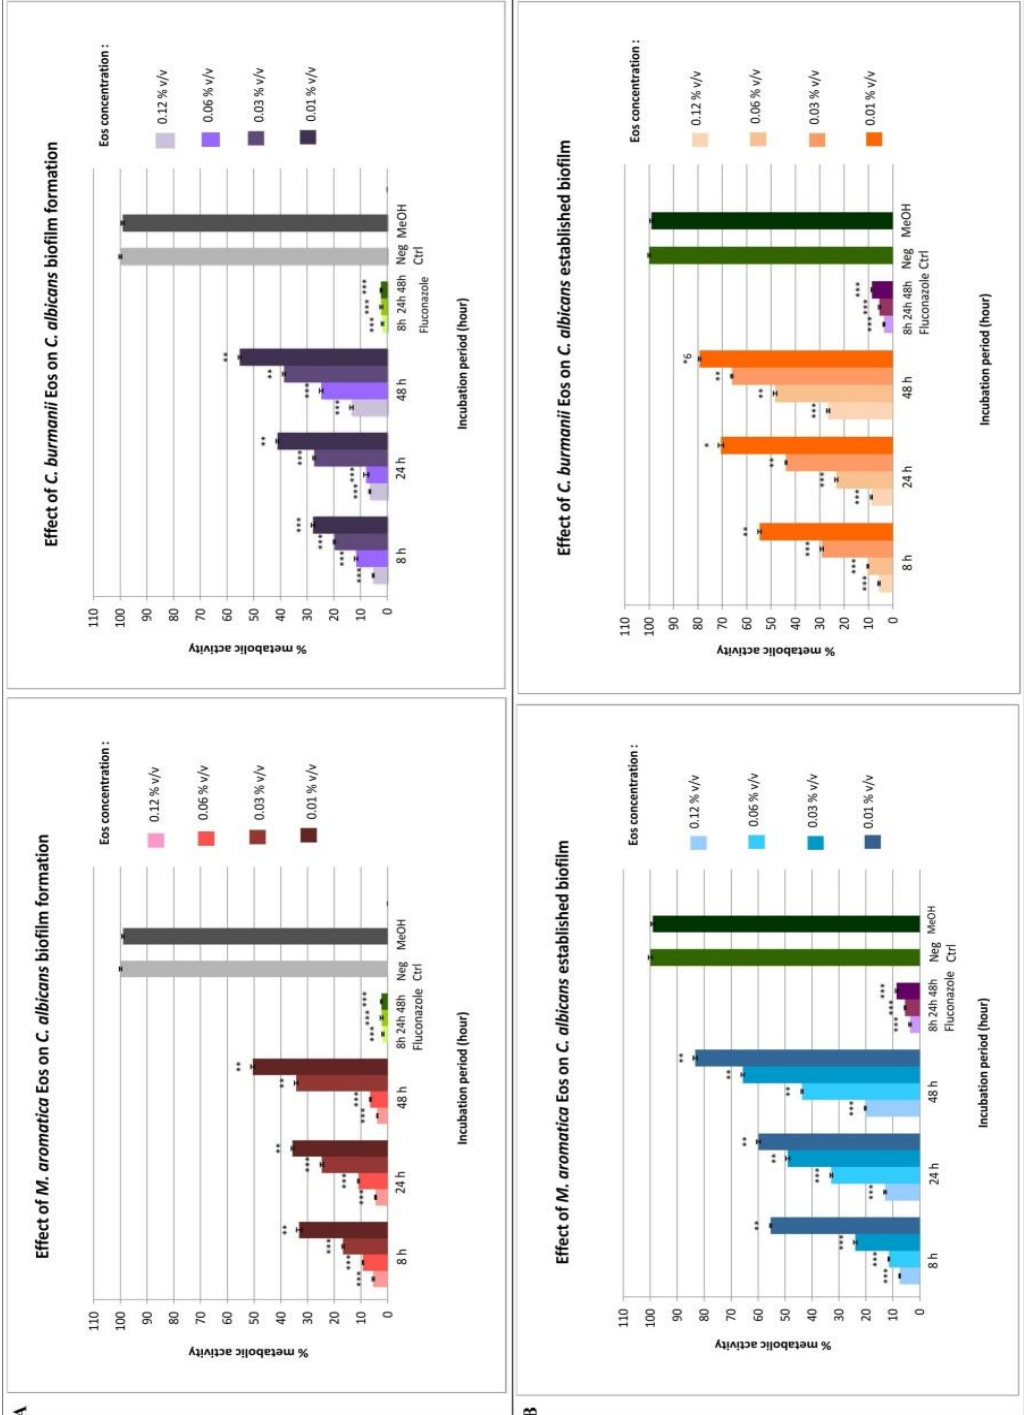 A
Effect of M. aromatica Eos on C. albicans biofilm formation
% metabolic activity
110
100
90
80
70
60
50
40
30
20
10
0
*** *** *** **
*** *** *** **
*** *** ** **
*** *** ***
8 h 24 h 48 h 8h 24h 48h Neg MeOH
Fluconazole Ctrl
Incubation period (hour)
Eos concentration :
0.12 % v/v
0.06 % v/v
0.03 % v/v
0.01 % v/v
Effect of C. burmanii Eos on C. albicans biofilm formation
% metabolic activity
110
100
90
80
70
60
50
40
30
20
10
0
*** *** *** ***
*** *** *** **
*** *** ** **
*** *** ***
8 h 24 h 48 h 8h 24h 48h Neg MeOH
Fluconazole Ctrl
Incubation period (hour)
Eos concentration :
0.12 % v/v
0.06 % v/v
0.03 % v/v
0.01 % v/v
B
Effect of M. aromatica Eos on C. albicans established biofilm
% metabolic activity
110
100
90
80
70
60
50
40
30
20
10
0
*** *** *** **
*** *** ** **
*** ** ** **
*** *** ***
8 h 24 h 48 h 8h 24h 48h Neg MeOH
Fluconazole Ctrl
Incubation period (hour)
Eos concentration :
0.12 % v/v
0.06 % v/v
0.03 % v/v
0.01 % v/v
Effect of C. burmanii Eos on C. albicans established biofilm
% metabolic activity
110
100
90
80
70
60
50
40
30
20
10
0
*** *** *** **
*** *** ** *
*** ** ** *6
*** *** ***
8 h 24 h 48 h 8h 24h 48h Neg MeOH
Fluconazole Ctrl
Incubation period (hour)
Eos concentration :
0.12 % v/v
0.06 % v/v
0.03 % v/v
0.01 % v/v